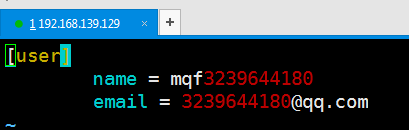 1 192.168.139.129 × +
[user]
name = mqf3239644180
email = 3239644180@qq.com
~